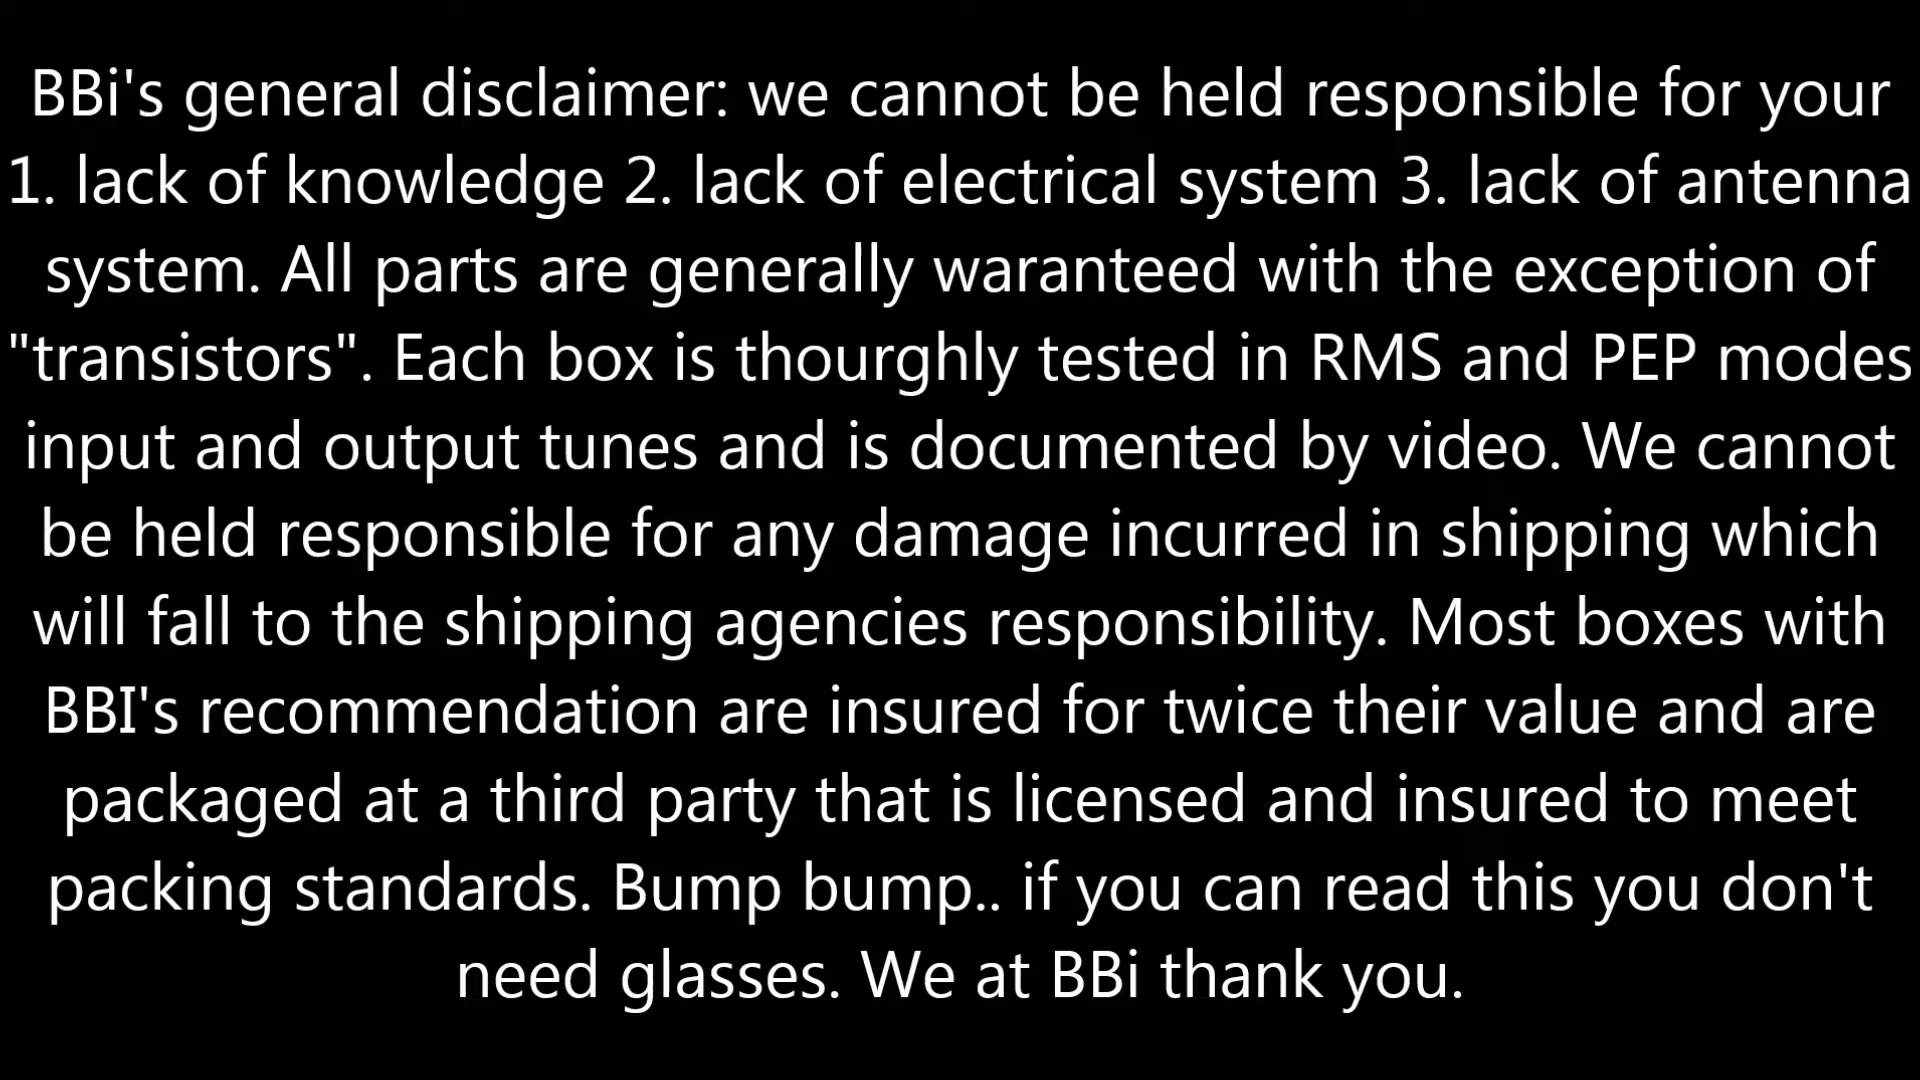 BBi's general disclaimer: we cannot be held responsible for your
1. lack of knowledge 2. lack of electrical system 3. lack of antenna
system. All parts are generally waranteed with the exception of
"transistors". Each box is thourghly tested in RMS and PEP modes
input and output tunes and is documented by video. We cannot
be held responsible for any damage incurred in shipping which
will fall to the shipping agencies responsibility. Most boxes with
BBI's recommendation are insured for twice their value and are
packaged at a third party that is licensed and insured to meet
packing standards. Bump bump.. if you can read this you don't
need glasses. We at BBi thank you.